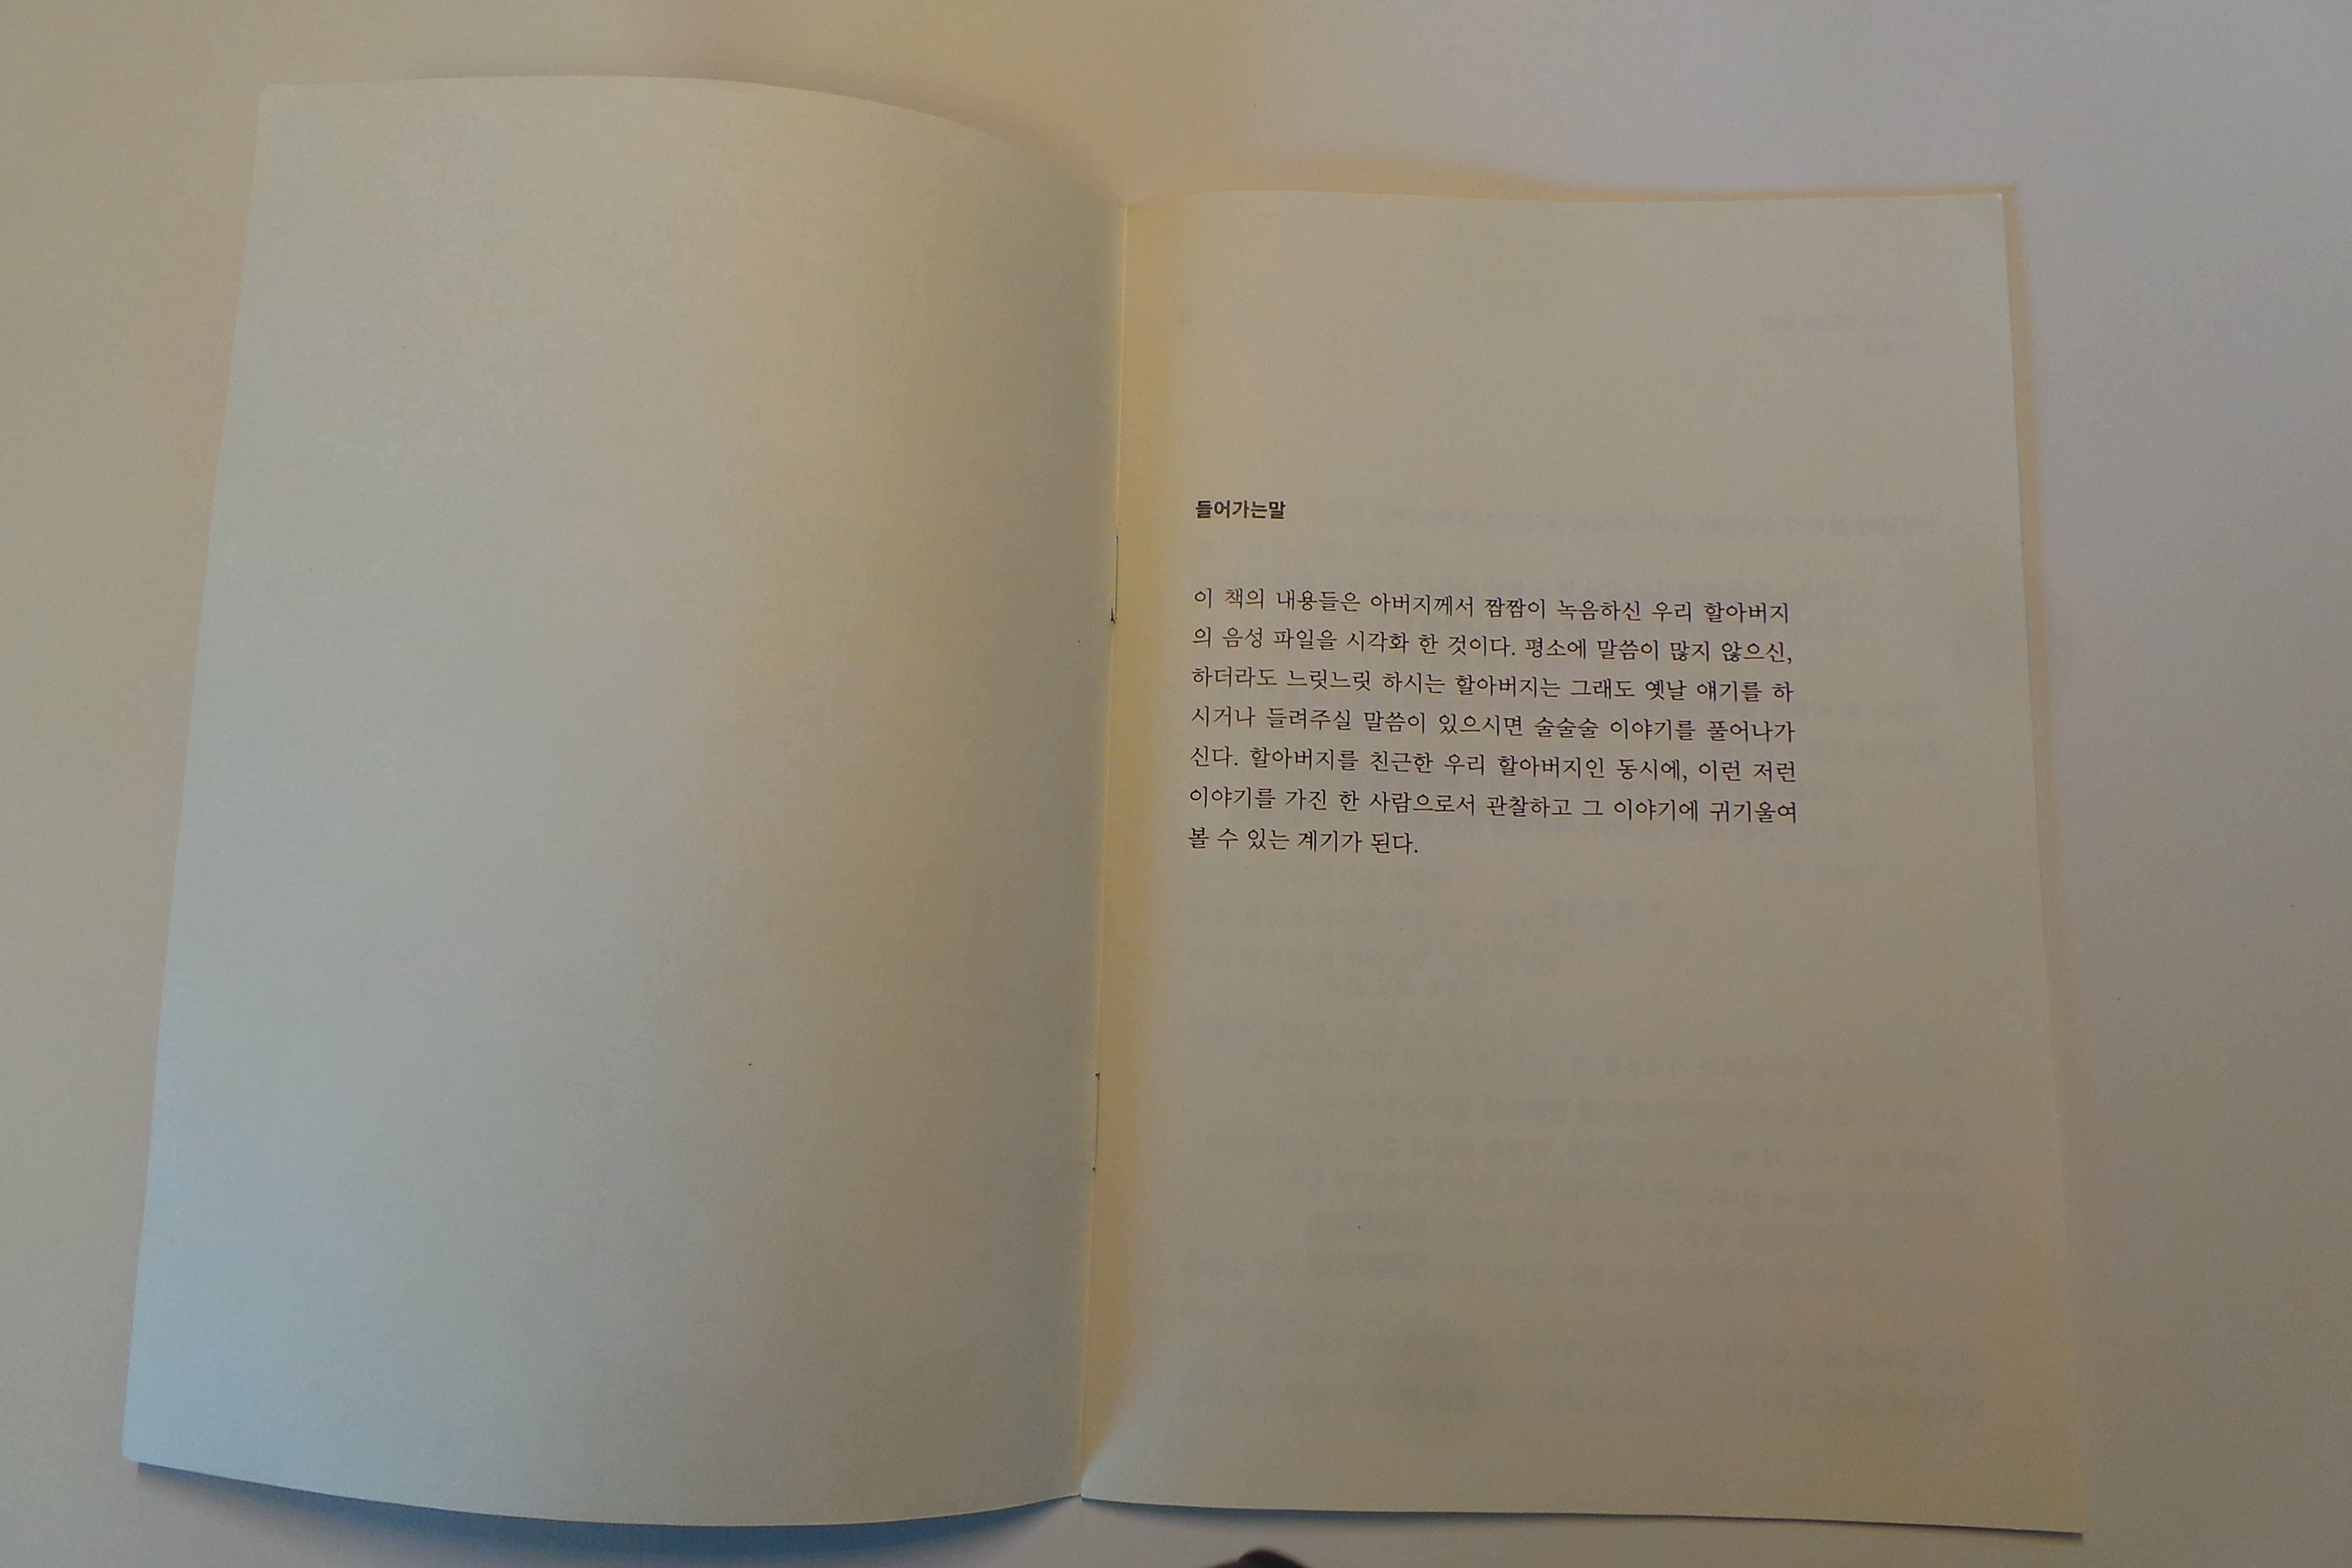 들어가는말
이 책의 내용들은 아버지께서 짬짬이 녹음하신 우리 할아버지
의 음성 파일을 시각화 한 것이다. 평소에 말씀이 많지 않으신,
하더라도 느릿느릿 하시는 할아버지는 그래도 옛날 얘기를 하
시거나 들려주실 말씀이 있으시면 술술술 이야기를 풀어나가
신다. 할아버지를 친근한 우리 할아버지인 동시에, 이런 저런
이야기를 가진 한 사람으로서 관찰하고 그 이야기에 귀기울여
볼 수 있는 계기가 된다.